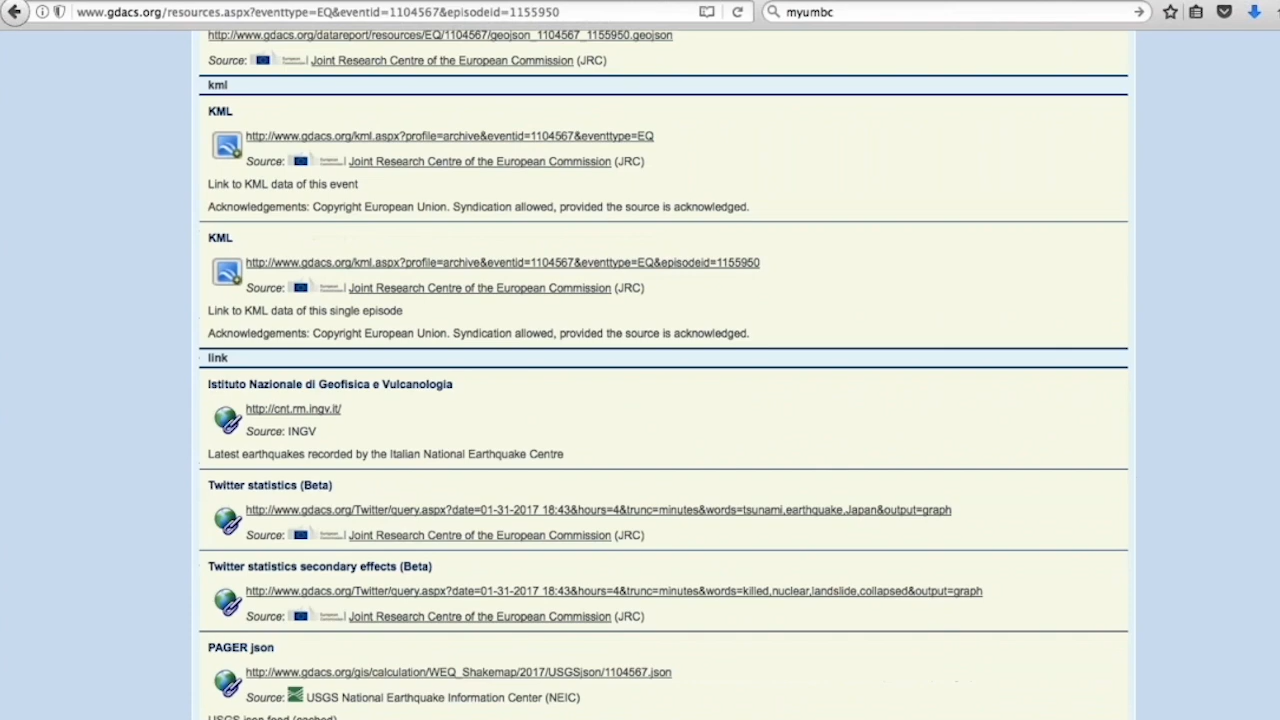 www.gdacs.org/resources.aspx?eventtype=EQ&eventid=1104567&episodeid=1155950
myumbc
http://www.gdacs.org/datareport/resources/EQ/1104567/geojson_1104567_1155950.geojson
Source: Joint Research Centre of the European Commission (JRC)
kml
KML
http://www.gdacs.org/kml.aspx?profile=archive&eventid=1104567&eventtype=EQ
Source: Joint Research Centre of the European Commission (JRC)
Link to KML data of this event
Acknowledgements: Copyright European Union. Syndication allowed, provided the source is acknowledged.
KML
http://www.gdacs.org/kml.aspx?profile=archive&eventid=1104567&eventtype=EQ&episodeid=1155950
Source: Joint Research Centre of the European Commission (JRC)
Link to KML data of this single episode
Acknowledgements: Copyright European Union. Syndication allowed, provided the source is acknowledged.
link
Istituto Nazionale di Geofisica e Vulcanologia
http://cnt.rm.ingv.it/
Source: INGV
Latest earthquakes recorded by the Italian National Earthquake Centre
Twitter statistics (Beta)
http://www.gdacs.org/Twitter/query.aspx?date=01-31-2017 18:43&hours=4&trunc=minutes&words=tsunami,earthquake,Japan&output=graph
Source: Joint Research Centre of the European Commission (JRC)
Twitter statistics secondary effects (Beta)
http://www.gdacs.org/Twitter/query.aspx?date=01-31-2017 18:43&hours=4&trunc=minutes&words=killed,nuclear,landslide,collapsed&output=graph
Source: Joint Research Centre of the European Commission (JRC)
PAGER json
http://www.gdacs.org/gis/calculation/WEQ_Shakemap/2017/USGSjson/1104567.json
Source: USGS National Earthquake Information Center (NEIC)
USGS json feed (cached)